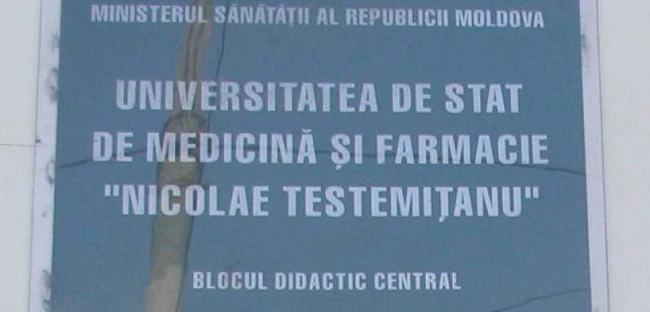 MINISTERUL SĂNĂTĂȚII AL REPUBLICII MOLDOVA
UNIVERSITATEA DE STAT
DE MEDICINĂ ȘI FARMACIE
"NICOLAE TESTEMIȚANU"
BLOCUL DIDACTIC CENTRAL